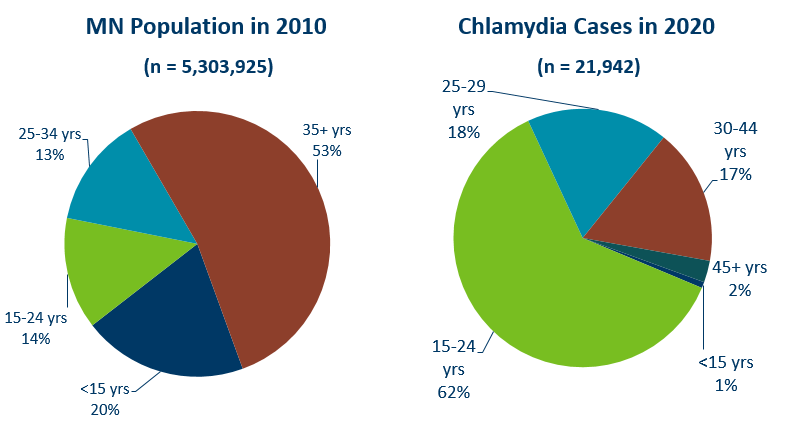 MN Population in 2010
(n = 5,303,925)
35+ yrs
53%
25-34 yrs
13%
15-24 yrs
14%
<15 yrs
20%
Chlamydia Cases in 2020
(n = 21,942)
25-29
yrs
18%
30-44
yrs
17%
45+ yrs
2%
<15 yrs
1%
15-24
yrs
62%